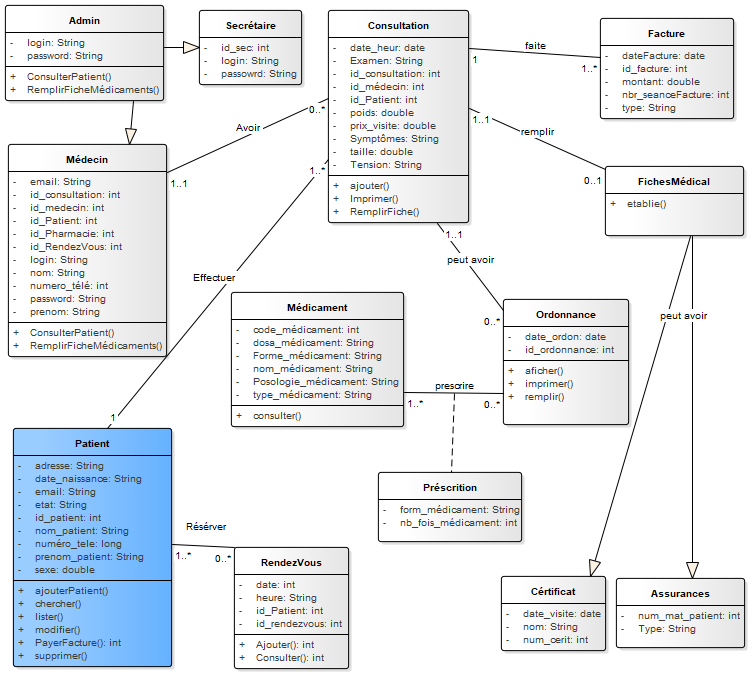 Admin
- login: String
- password: String
+ ConsulterPatient()
+ RemplirFicheMédicaments()
Secrétaire
- id_sec: int
- login: String
- passowrd: String
Consultation
- date_heur: date
- Examen: String
- id_consultation: int
- id_médecin: int
- id_Patient: int
- poids: double
- prix_visite: double
- Symptômes: String
- taille: double
- Tension: String
+ ajouter()
+ Imprimer()
+ RemplirFiche()
faite
1
1..*
Facture
- dateFacture: date
- id_facture: int
- montant: double
- nbr_seanceFacture: int
- type: String
Avoir
0..*
1..1
remplir
1..1
0..1
Médecin
- email: String
- id_consultation: int
- id_medecin: int
- id_Patient: int
- id_Pharmacie: int
- id_RendezVous: int
- login: String
- nom: String
- numero_télé: int
- password: String
- prenom: String
+ ConsulterPatient()
+ RemplirFicheMédicaments()
FichesMédical
+ etablie()
1..*
Effectuer
1
1..1
peut avoir
0..*
Médicament
- code_médicament: int
- dosa_médicament: String
- Forme_médicament: String
- nom_médicament: String
- Posologie_médicament: String
- type_médicament: String
+ consulter()
Ordonnance
- date_ordon: date
- id_ordonnance: int
+ aficher()
+ imprimer()
+ remplir()
peut avoir
prescrire
1..*
0..*
Patient
- adresse: String
- date_naissance: String
- email: String
- etat: String
- id_patient: int
- nom_patient: String
- numéro_tele: long
- prenom_patient: String
- sexe: double
+ ajouterPatient()
+ chercher()
+ lister()
+ modifier()
+ PayerFacture(): int
+ supprimer()
Préscrition
- form_médicament: String
- nb_fois_médicament: int
Résérver
1..*
0..*
RendezVous
- date: int
- heure: String
- id_Patient: int
- id_rendezvous: int
+ Ajouter(): int
+ Consulter(): int
Cértificat
- date_visite: date
- nom: String
- num_cerit: int
Assurances
- num_mat_patient: int
- Type: String